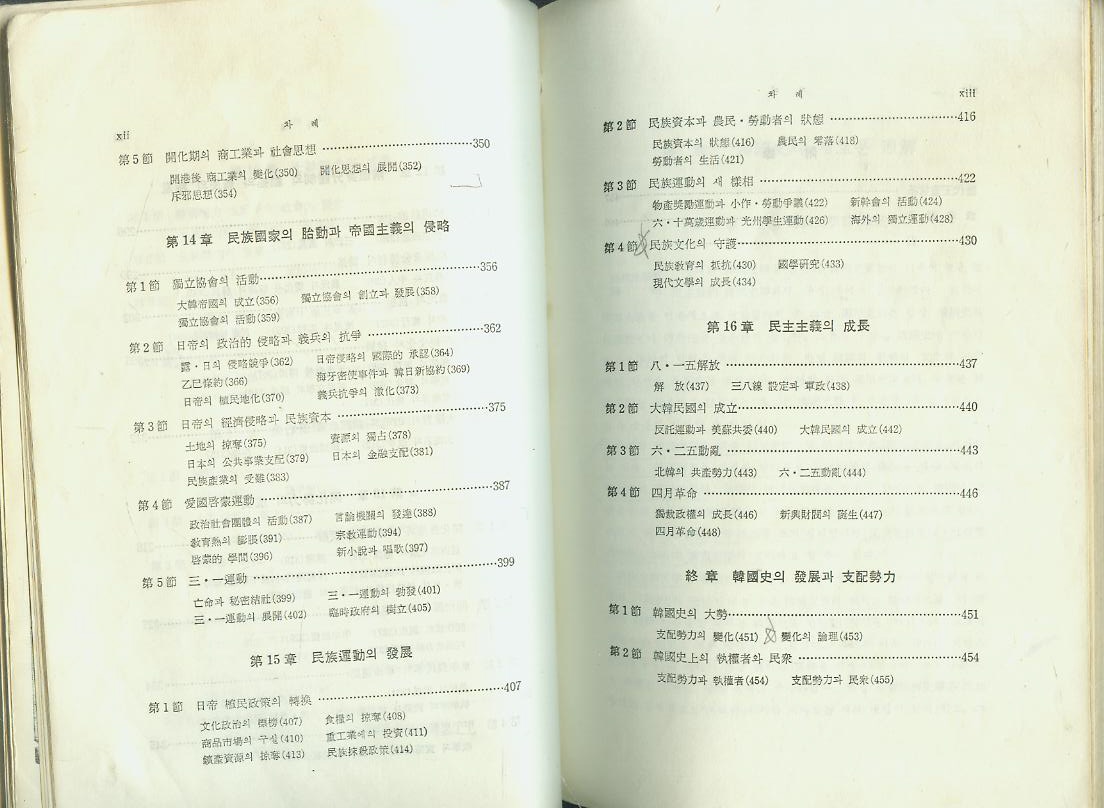 xii
차 례
第5節 開化期의 商工業과 社會思想 350
開港後 商工業의 變化(350) 開化思想의 展開(352)
斥邪思想(354)
第14章 民族國家의 胎動과 帝國主義의 侵略
第1節 獨立協會의 活動 356
大韓帝國의 成立(356) 獨立協會의 創立과 發展(358)
獨立協會의 活動(359)
第2節 日帝의 政治的 侵略과 義兵의 抗爭 362
露·日의 侵略競爭(362) 日帝侵略의 國際的 承認(364)
乙巳條約(366) 海牙密使事件과 韓日新協約(369)
日帝의 植民地化(370) 義兵抗爭의 激化(373)
第3節 日帝의 經濟侵略과 民族資本 375
土地의 掠奪(375) 資源의 獨占(378)
日本의 公共事業支配(379) 日本의 金融支配(381)
民族產業의 受難(383)
第4節 愛國啓蒙運動 387
政治社會團體의 活動(387) 言論機關의 發達(388)
敎育熱의 膨脹(391) 宗敎運動(394)
啓蒙的 學問(396) 新小說과 唱歌(397)
第5節 三·一運動 399
亡命과 秘密結社(399) 三·一運動의 勃發(401)
三·一運動의 展開(402) 臨時政府의 樹立(405)
第15章 民族運動의 發展
第1節 日帝 植民政策의 轉換 407
文化政治의 標榜(407) 食糧의 掠奪(408)
商品市場의 구실(410) 重工業에의 投資(411)
鑛產資源의 掠奪(413) 民族抹殺政策(414)
차 례
xiii
第2節 民族資本과 農民·勞動者의 狀態 416
民族資本의 狀態(416) 農民의 零落(418)
勞動者의 生活(421)
第3節 民族運動의 새 樣相 422
物產奬勵運動과 小作·勞動爭議(422) 新幹會의 活動(424)
六·十萬歲運動과 光州學生運動(426) 海外의 獨立運動(428)
第4節 民族文化의 守護 430
民族敎育의 抵抗(430) 國學硏究(433)
現代文學의 成長(434)
第16章 民主主義의 成長
第1節 八·一五解放 437
解 放(437) 三八線 設定과 軍政(438)
第2節 大韓民國의 成立 440
反託運動과 美蘇共委(440) 大韓民國의 成立(442)
第3節 六·二五動亂 443
北韓의 共產勢力(443) 六·二五動亂(444)
第4節 四月革命 446
獨裁政權의 成長(446) 新興財閥의 誕生(447)
四月革命(448)
終 章 韓國史의 發展과 支配勢力
第1節 韓國史의 大勢 451
支配勢力의 變化(451) 變化의 論理(453)
第2節 韓國史上의 執權者와 民衆 454
支配勢力과 執權者(454) 支配勢力과 民衆(455)